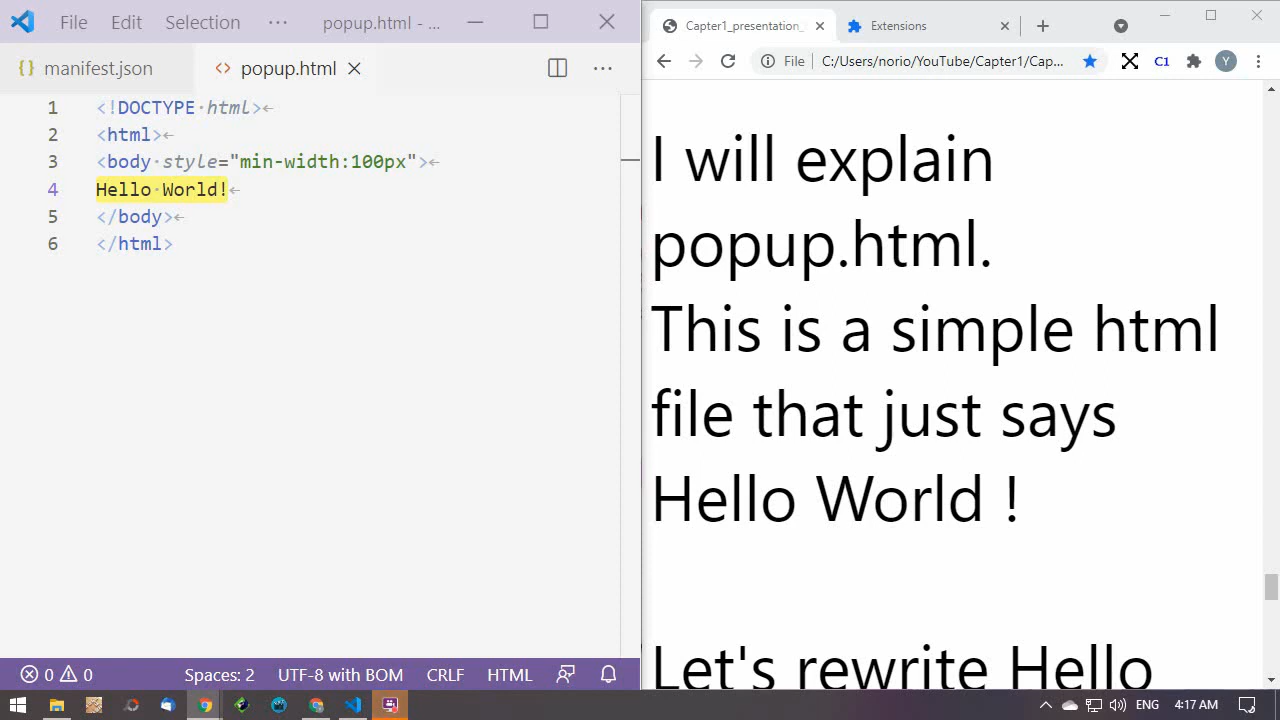 File Edit Selection ··· popup.html - ...
manifest.json popup.html
1 <!DOCTYPE html>
2 <html>
3 <body style="min-width:100px">
4 Hello World!
5 </body>
6 </html>
0 0 Spaces: 2 UTF-8 with BOM CRLF HTML
Capter1_presentation_ Extensions
File C:/Users/norio/YouTube/Capter1/Cap... C1 Y
I will explain
popup.html.
This is a simple html
file that just says
Hello World !
Let's rewrite Hello
ENG 4:17 AM